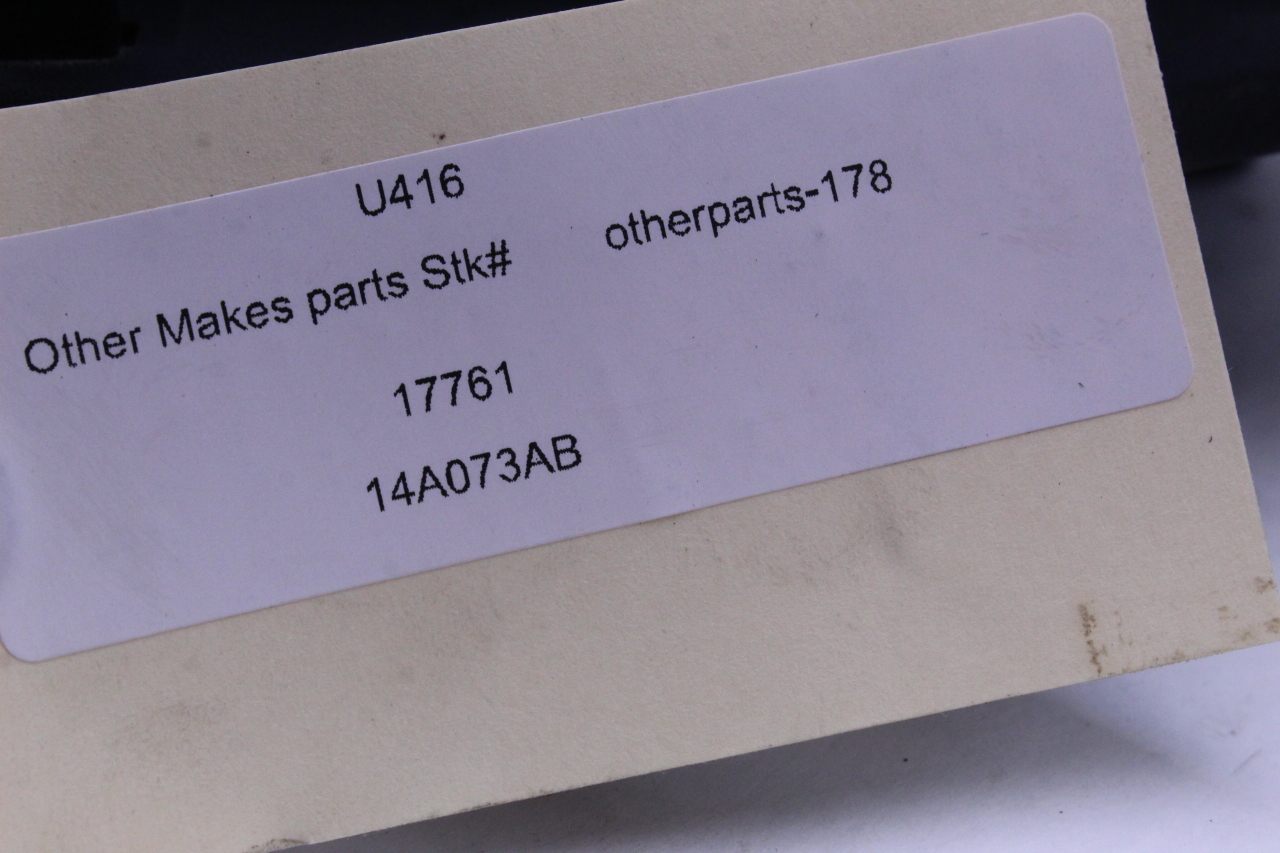 U416
Other Makes parts Stk# otherparts-178
17761
14A073AB